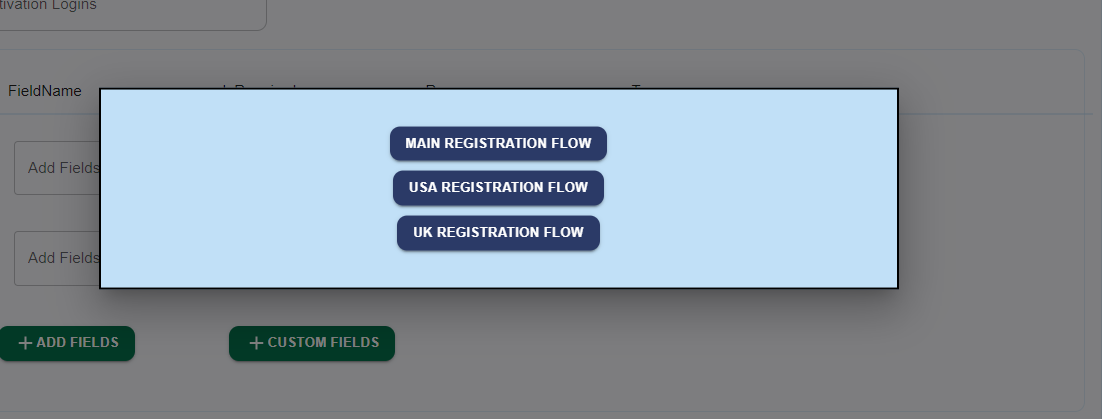 tivation Logins
FieldName
Add Fields
MAIN REGISTRATION FLOW
USA REGISTRATION FLOW
UK REGISTRATION FLOW
Add Fields
+ ADD FIELDS
+ CUSTOM FIELDS